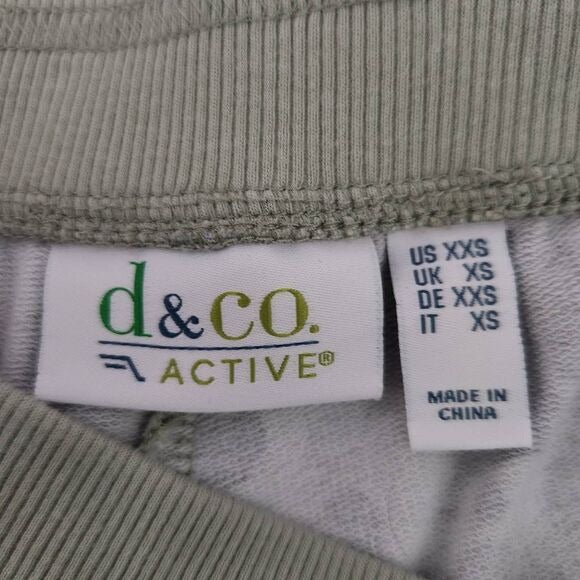 d&co.
ACTIVE®
US XXS
UK XS
DE XXS
IT XS
MADE IN
CHINA